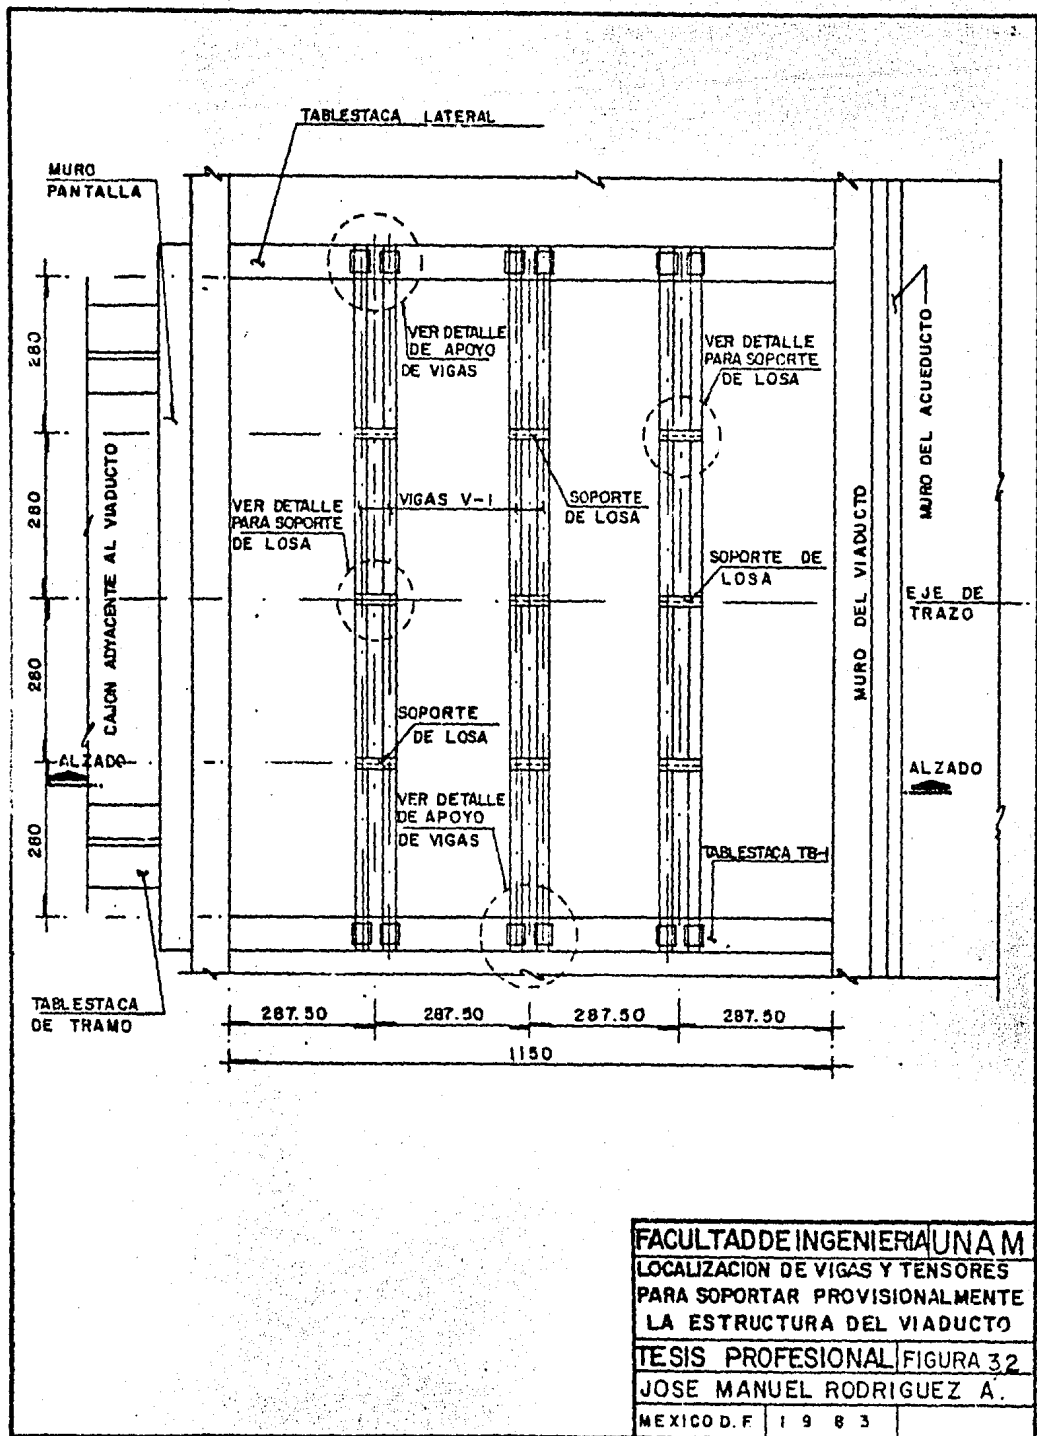 TABLESTACA LATERAL
MURO
PANTALLA
VER DETALLE
DE APOYO
DE VIGAS
VER DETALLE
PARA SOPORTE
DE LOSA
280
280
280
280
CAJON ADYACENTE AL VIADUCTO
VER DETALLE
PARA SOPORTE
DE LOSA
VIGAS V-1
SOPORTE
DE LOSA
SOPORTE DE
LOSA
MURO DEL VIADUCTO
MURO DEL ACUEDUCTO
EJE DE
TRAZO
SOPORTE
DE LOSA
ALZADO
ALZADO
VER DETALLE
DE APOYO
DE VIGAS
TABLESTACA TB-1
TABLESTACA
DE TRAMO
287.50 287.50 287.50 287.50
1150
FACULTAD DE INGENIERIA UNAM
LOCALIZACION DE VIGAS Y TENSORES
PARA SOPORTAR PROVISIONALMENTE
LA ESTRUCTURA DEL VIADUCTO
TESIS PROFESIONAL FIGURA 32
JOSE MANUEL RODRIGUEZ A.
MEXICO D.F. 1983